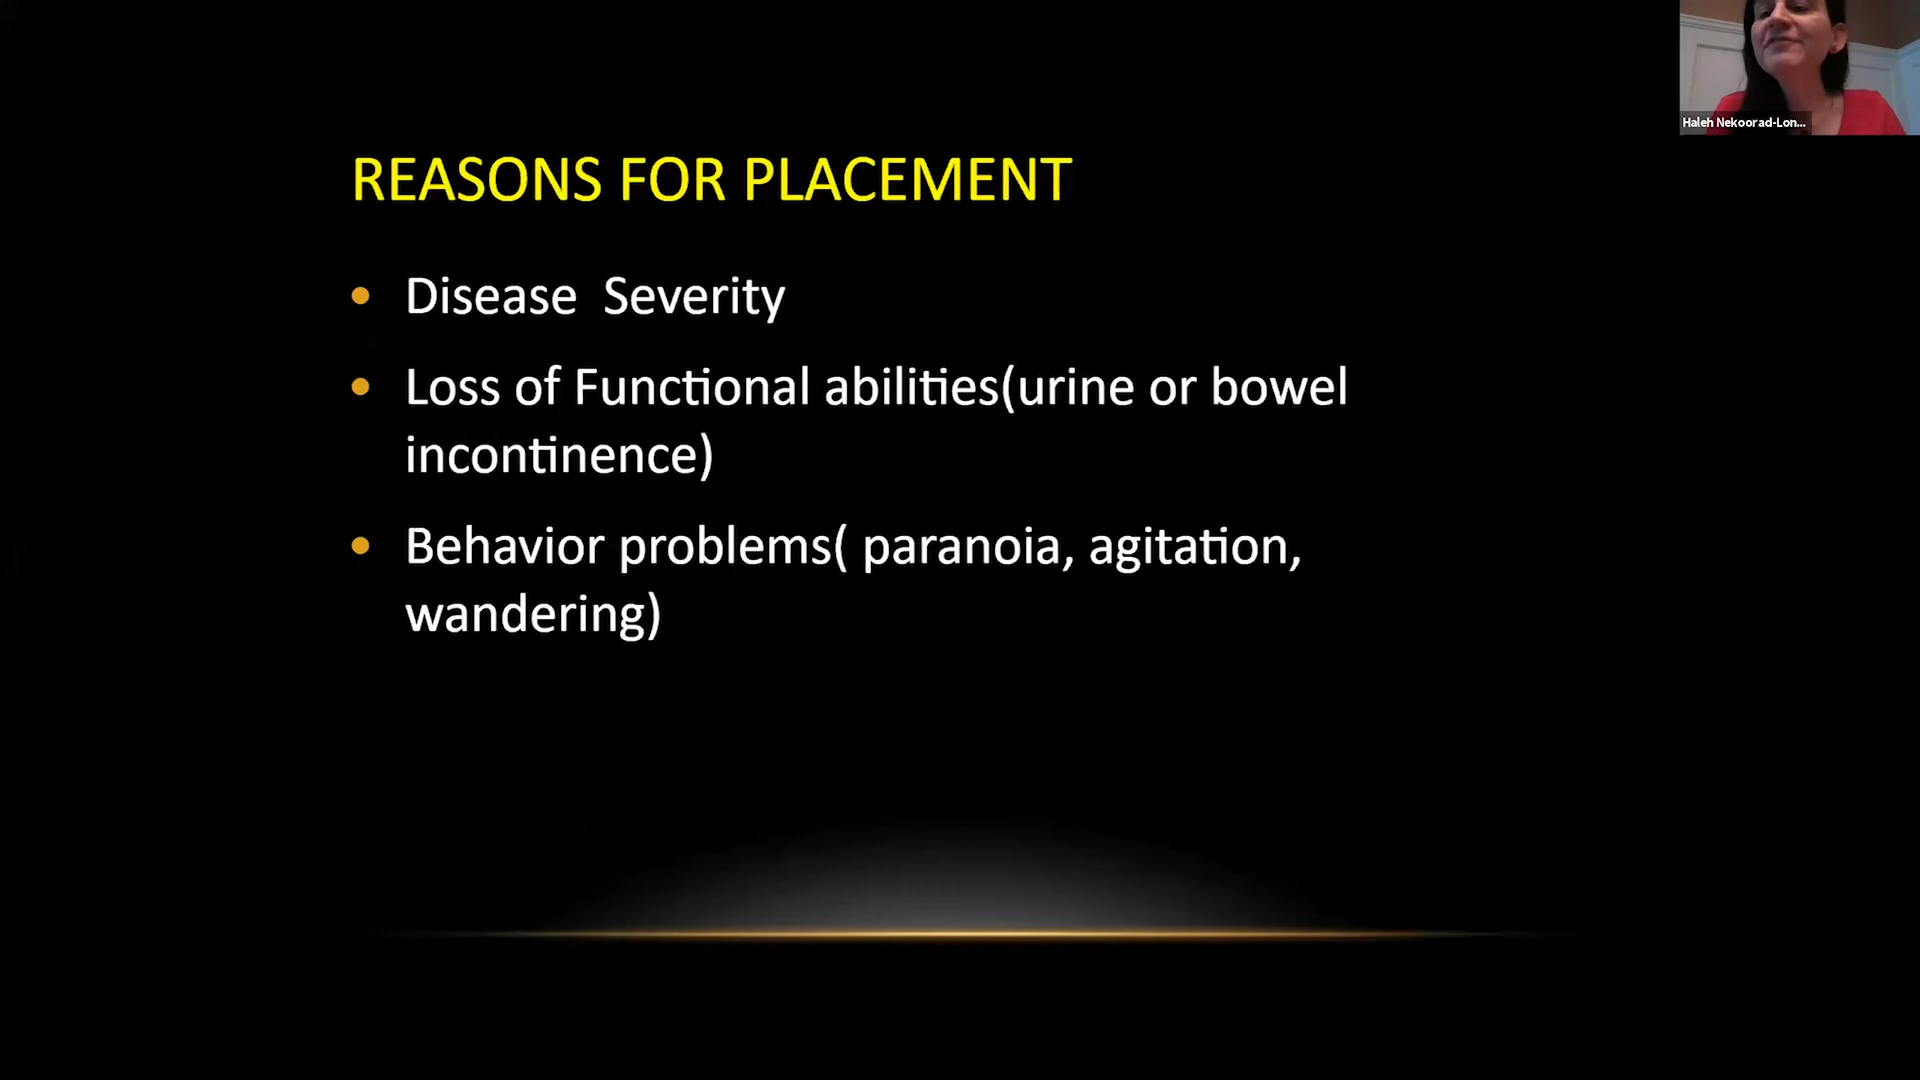 Haleh Nekoorad-Lon...
REASONS FOR PLACEMENT
• Disease  Severity
• Loss of Functional abilities(urine or bowel
incontinence)
• Behavior problems( paranoia, agitation,
wandering)